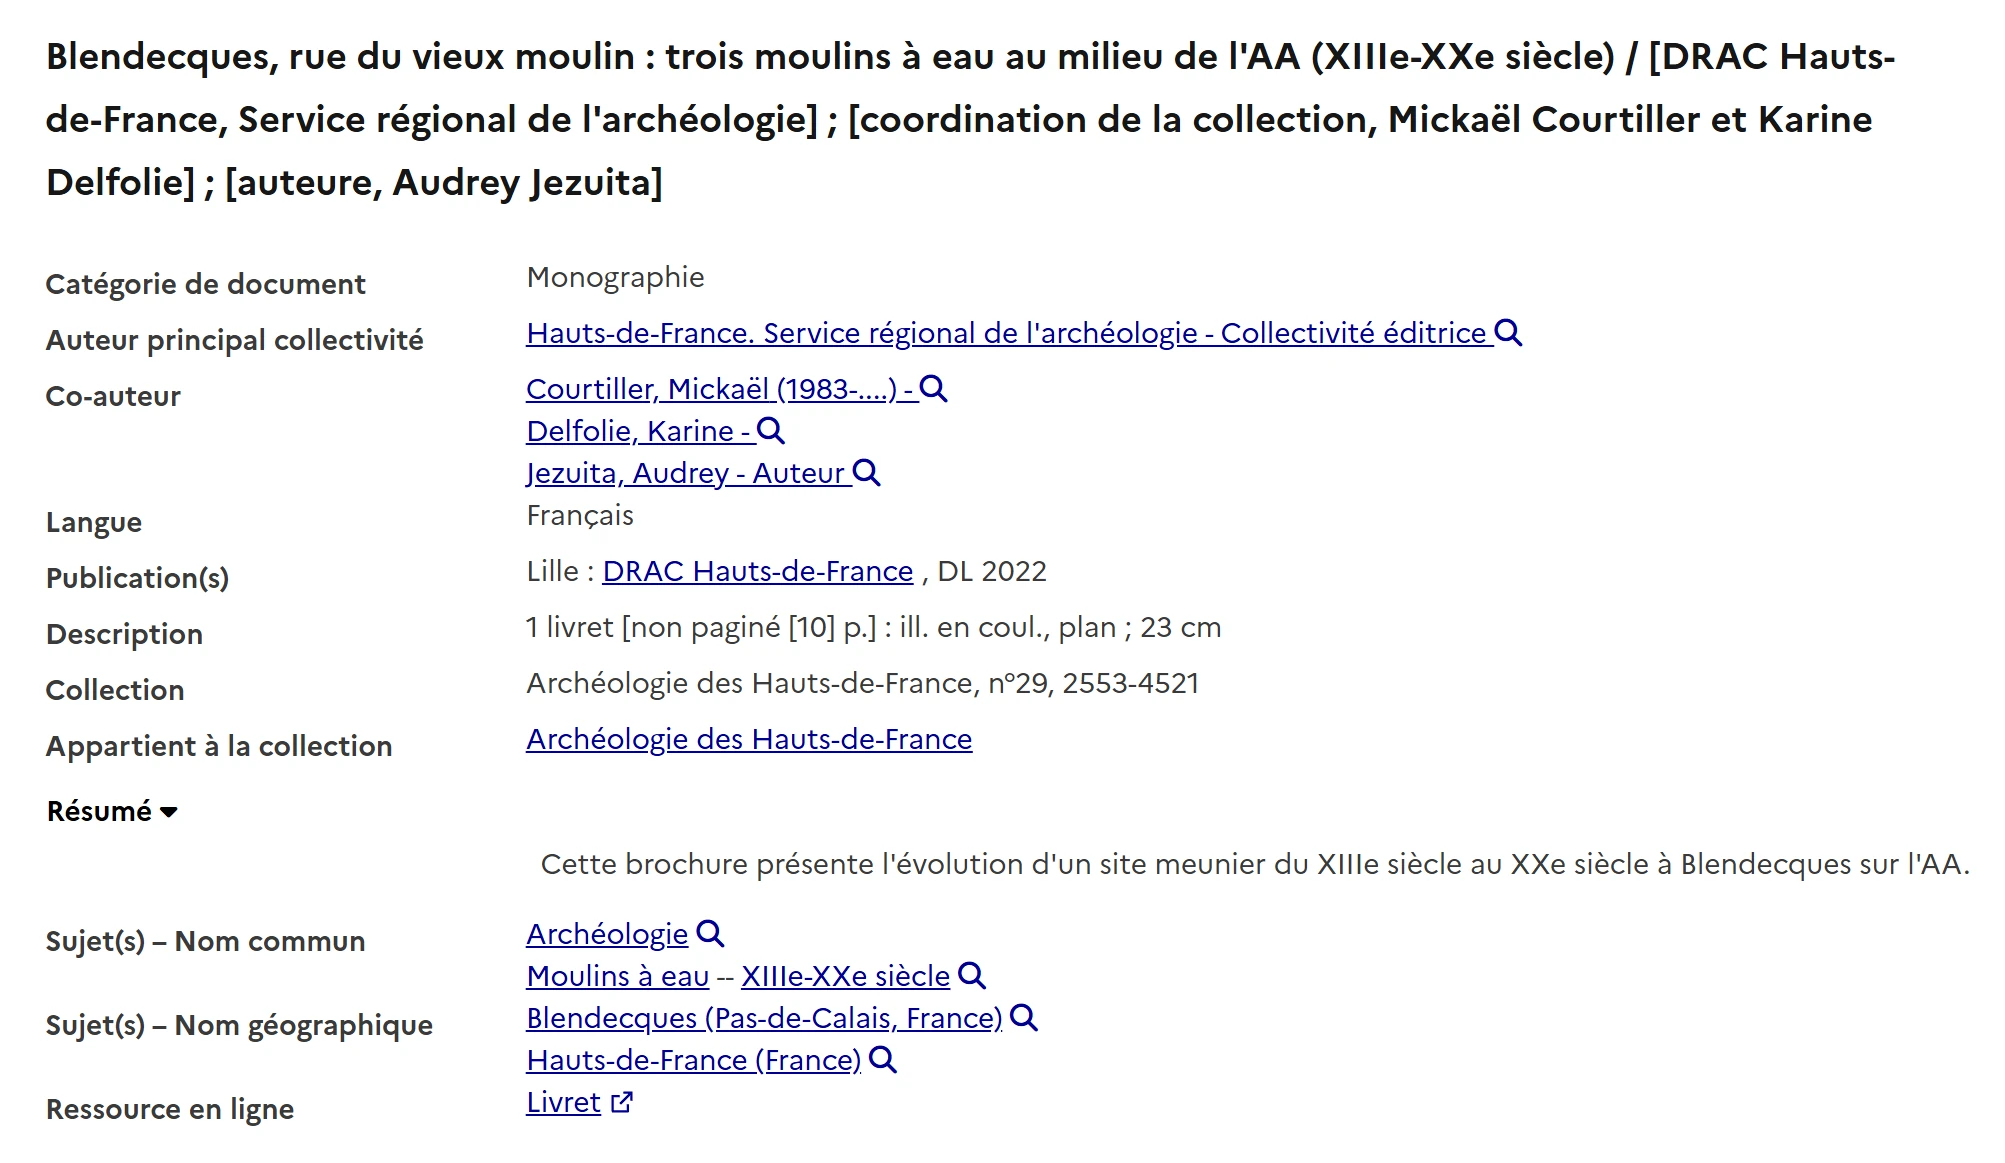 Blendecques, rue du vieux moulin : trois moulins à eau au milieu de l'AA (XIIIe-XXe siècle) / [DRAC Hauts-
de-France, Service régional de l'archéologie] ; [coordination de la collection, Mickaël Courtiller et Karine
Delfolie] ; [auteure, Audrey Jezuita]
Catégorie de document Monographie
Auteur principal collectivité Hauts-de-France. Service régional de l'archéologie - Collectivité éditrice
Co-auteur Courtiller, Mickaël (1983-....) -
Delfolie, Karine -
Jezuita, Audrey - Auteur
Langue Français
Publication(s) Lille : DRAC Hauts-de-France , DL 2022
Description 1 livret [non paginé [10] p.] : ill. en coul., plan ; 23 cm
Collection Archéologie des Hauts-de-France, n°29, 2553-4521
Appartient à la collection Archéologie des Hauts-de-France
Résumé
Cette brochure présente l'évolution d'un site meunier du XIIIe siècle au XXe siècle à Blendecques sur l'AA.
Sujet(s) – Nom commun Archéologie
Moulins à eau -- XIIIe-XXe siècle
Sujet(s) – Nom géographique Blendecques (Pas-de-Calais, France)
Hauts-de-France (France)
Ressource en ligne Livret